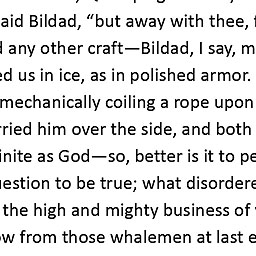 aid Bildad, “but away with thee, f
any other craft—Bildad, I say, m
ed us in ice, as in polished armor.
mechanically coiling a rope upon
ried him over the side, and both
inite as God—so, better is it to pe
uestion to be true; what disordere
the high and mighty business of
ow from those whalemen at last e